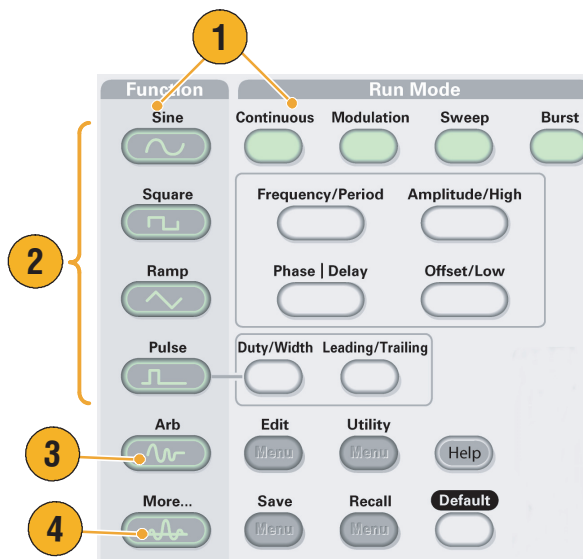 1
Function Run Mode
Sine Continuous Modulation Sweep Burst
2
Square Frequency/Period Amplitude/High
Ramp Phase | Delay Offset/Low
Pulse Duty/Width Leading/Trailing
3
Arb Edit Utility
Menu Menu Help
4
More... Save Recall Default
Menu Menu